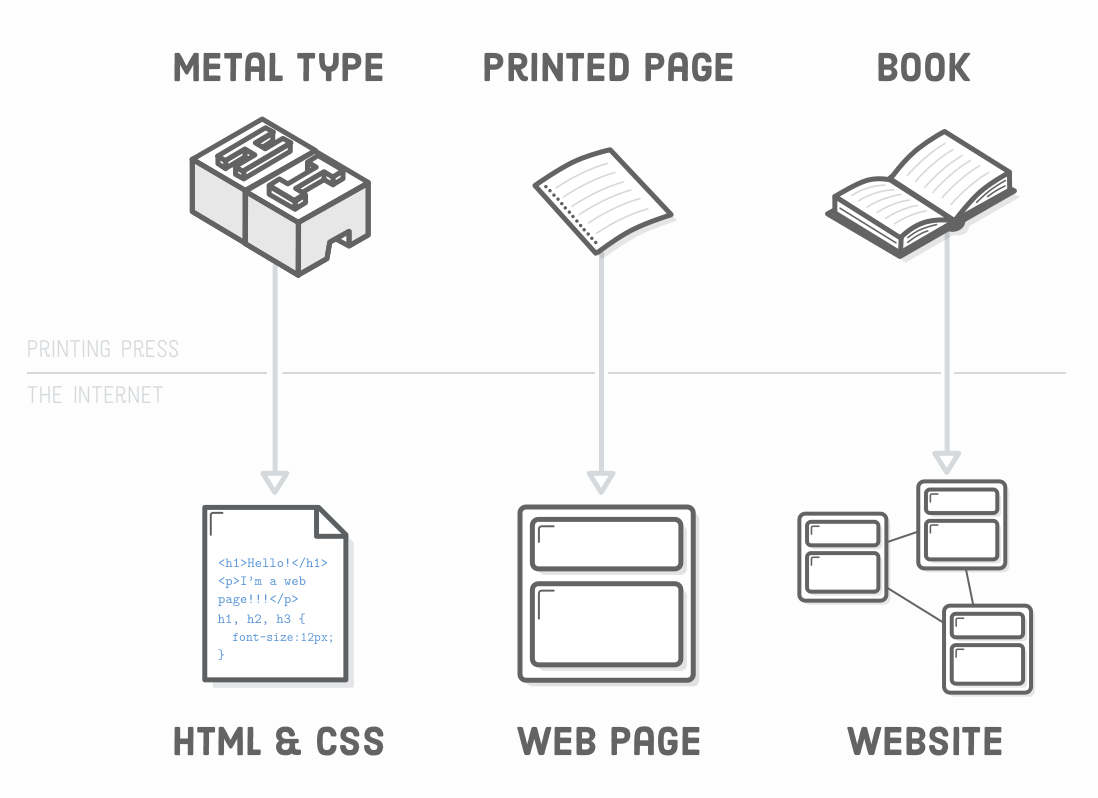 METAL TYPE
PRINTED PAGE
BOOK
PRINTING PRESS
THE INTERNET
<h1>Hello!</h1>
<p>I'm a web
page!!!</p>
h1, h2, h3 {
font-size:12px;
}
HTML & CSS
WEB PAGE
WEBSITE